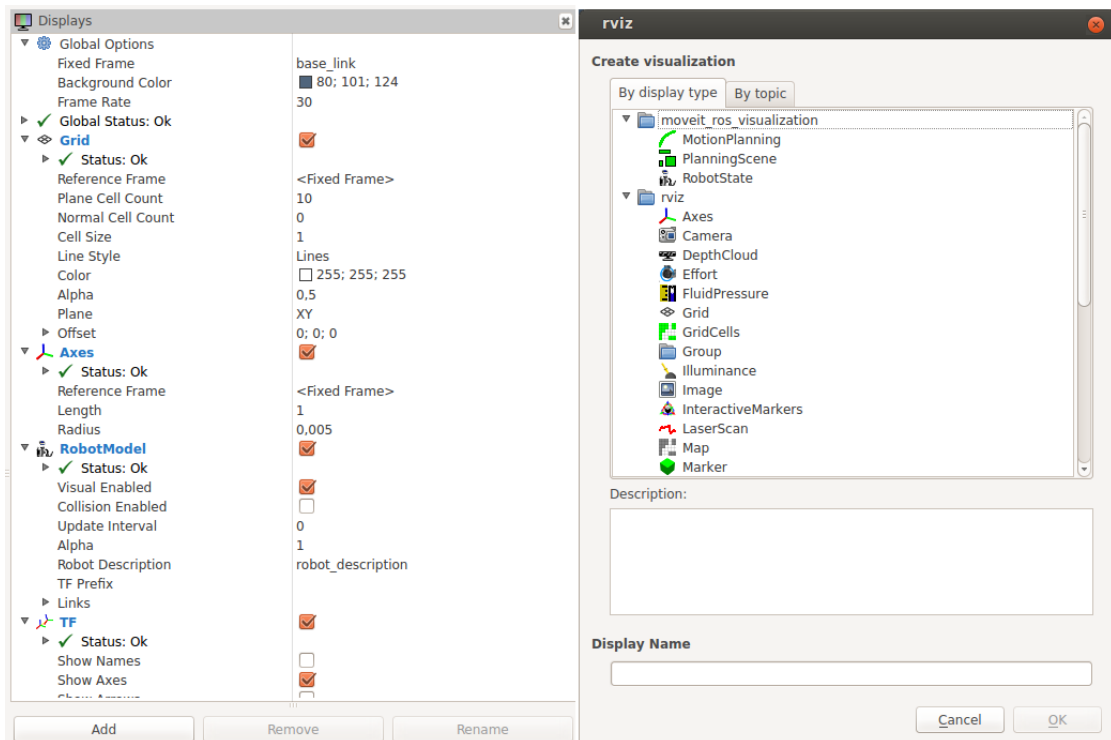 Displays
Global Options
Fixed Frame base_link
Background Color 80; 101; 124
Frame Rate 30
Global Status: Ok
Grid
Status: Ok
Reference Frame <Fixed Frame>
Plane Cell Count 10
Normal Cell Count 0
Cell Size 1
Line Style Lines
Color 255; 255; 255
Alpha 0,5
Plane XY
Offset 0; 0; 0
Axes
Status: Ok
Reference Frame <Fixed Frame>
Length 1
Radius 0,005
RobotModel
Status: Ok
Visual Enabled
Collision Enabled
Update Interval 0
Alpha 1
Robot Description robot_description
TF Prefix
Links
TF
Status: Ok
Show Names
Show Axes
Show Arrows
Add Remove Rename
rviz
Create visualization
By display type By topic
moveit_ros_visualization
MotionPlanning
PlanningScene
RobotState
rviz
Axes
Camera
DepthCloud
Effort
FluidPressure
Grid
GridCells
Group
Illuminance
Image
InteractiveMarkers
LaserScan
Map
Marker
Description:
Display Name
Cancel OK